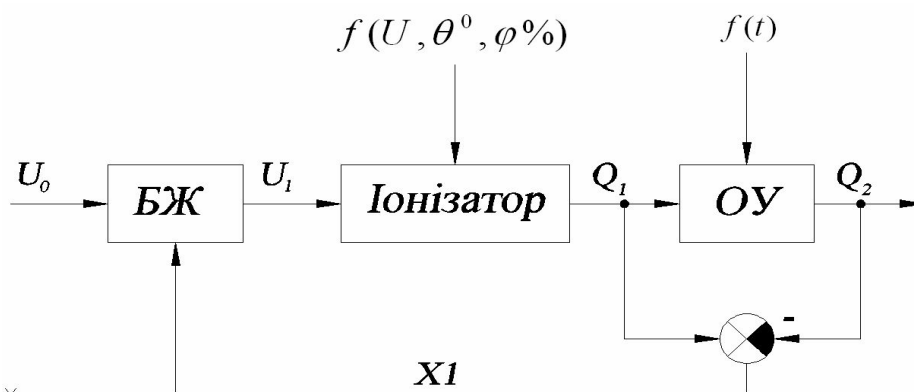 f(U, θ⁰, φ%)
f(t)
U₀
БЖ
U₁
Іонізатор
Q₁
ОУ
Q₂
-
X1